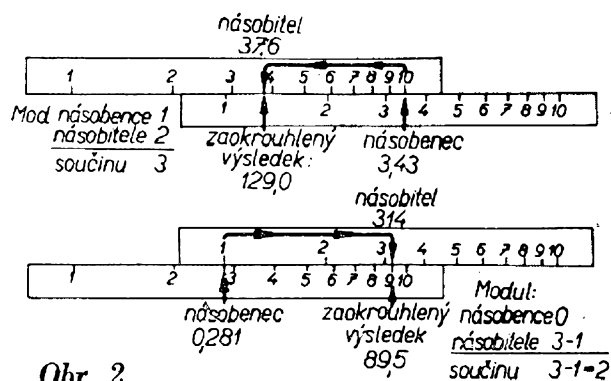 násobitel
37,6
1 2 3 4 5 6 7 8 9 10
1 2 3 4 5 6 7 8 9 10
Mod. násobence 1
násobitele 2
součinu 3
zaokrouhlený
výsledek:
129,0
násobenec
3,43
násobitel
314
1 2 3 4 5 6 7 8 9 10
1 2 3 4 5 6 7 8 9 10
násobenec
0,281
zaokrouhlený
výsledek
89,5
Modul:
násobence 0
násobitele 3-1
součinu 3-1=2
Obr. 2